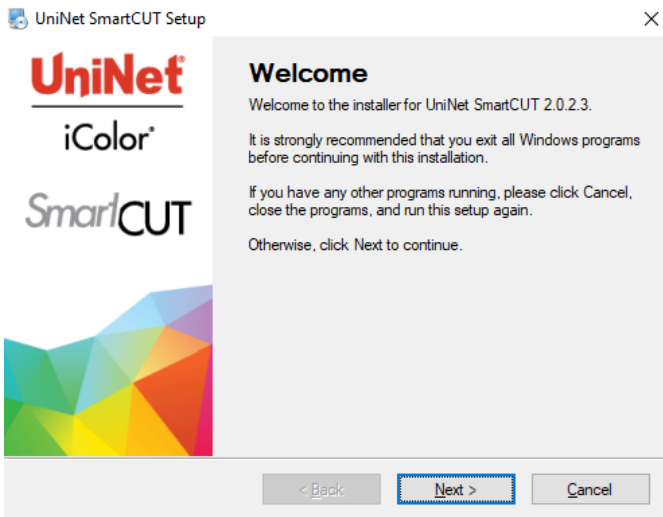 UniNet SmartCUT Setup
UniNet
iColor
SmartCUT
Welcome
Welcome to the installer for UniNet SmartCUT 2.0.2.3.
It is strongly recommended that you exit all Windows programs
before continuing with this installation.
If you have any other programs running, please click Cancel,
close the programs, and run this setup again.
Otherwise, click Next to continue.
< Back
Next >
Cancel